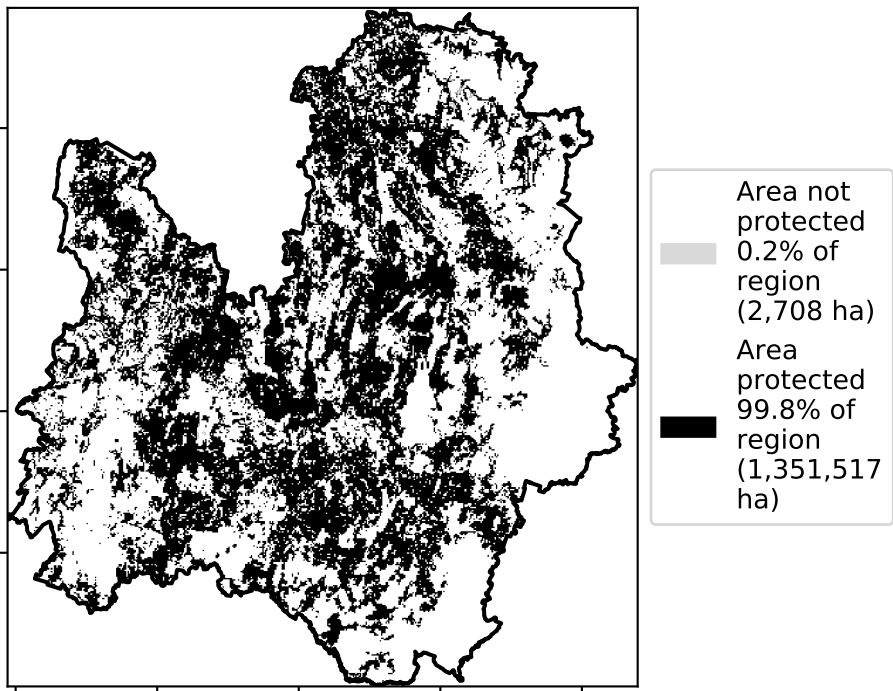 Area not
protected
0.2% of
region
(2,708 ha)
Area
protected
99.8% of
region
(1,351,517
ha)